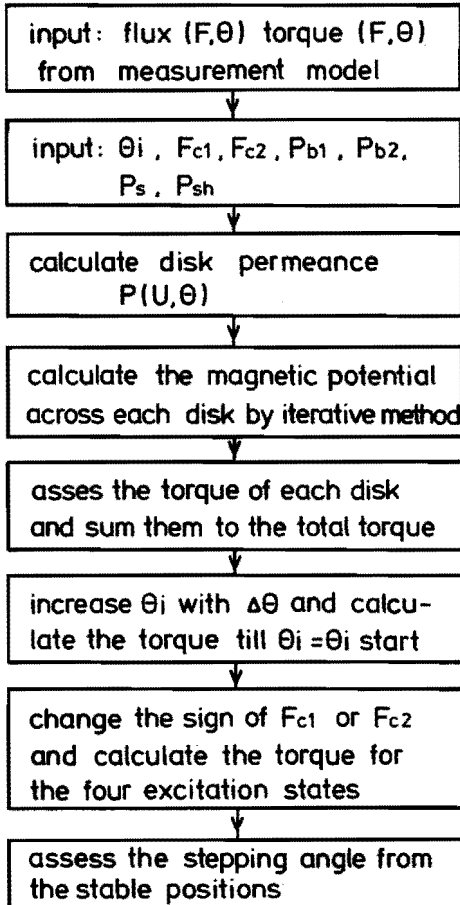 input: flux (F,Θ) torque (F,Θ)
from measurement model
input: Θi , Fc1, Fc2, Pb1, Pb2,
Ps, Psh
calculate disk permeance
P(U,Θ)
calculate the magnetic potential
across each disk by iterative method
asses the torque of each disk
and sum them to the total torque
increase Θi with ΔΘ and calcu-
late the torque till Θi =Θi start
change the sign of Fc1 or Fc2
and calculate the torque for
the four excitation states
assess the stepping angle from
the stable positions